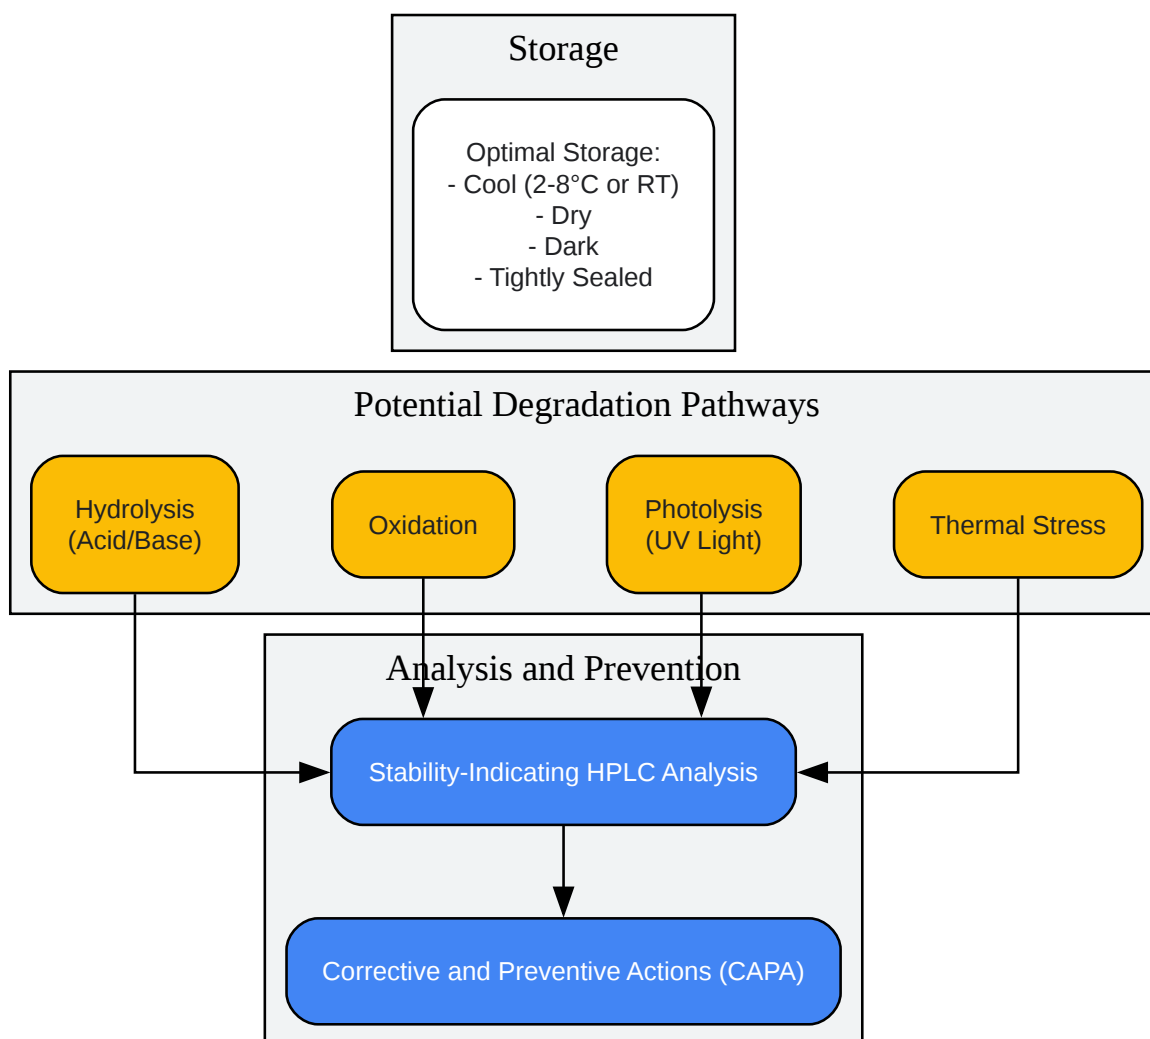 Storage
Optimal Storage:
- Cool (2-8°C or RT)
- Dry
- Dark
- Tightly Sealed
Potential Degradation Pathways
Hydrolysis
(Acid/Base)
Oxidation
Photolysis
(UV Light)
Thermal Stress
Analysis and Prevention
Stability-Indicating HPLC Analysis
Corrective and Preventive Actions (CAPA)